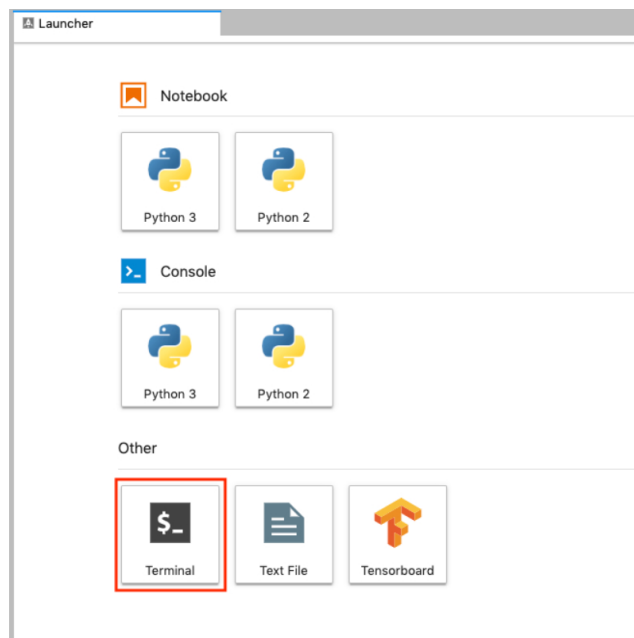 Launcher
Notebook
Python 3 Python 2
>_ Console
Python 3 Python 2
Other
$_
Terminal Text File Tensorboard